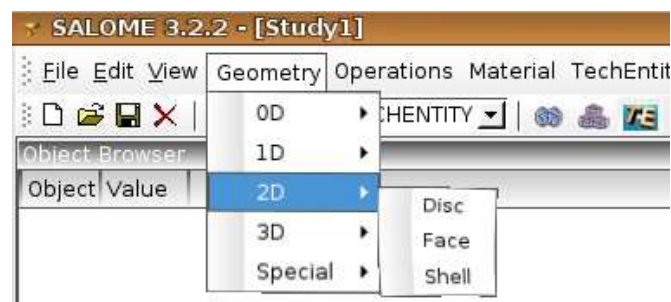 SALOME 3.2.2 - [Study1]
File Edit View Geometry Operations Material TechEntit
HENTITY TE
Object Browser
Object Value
0D
1D
2D
3D
Special
Disc
Face
Shell